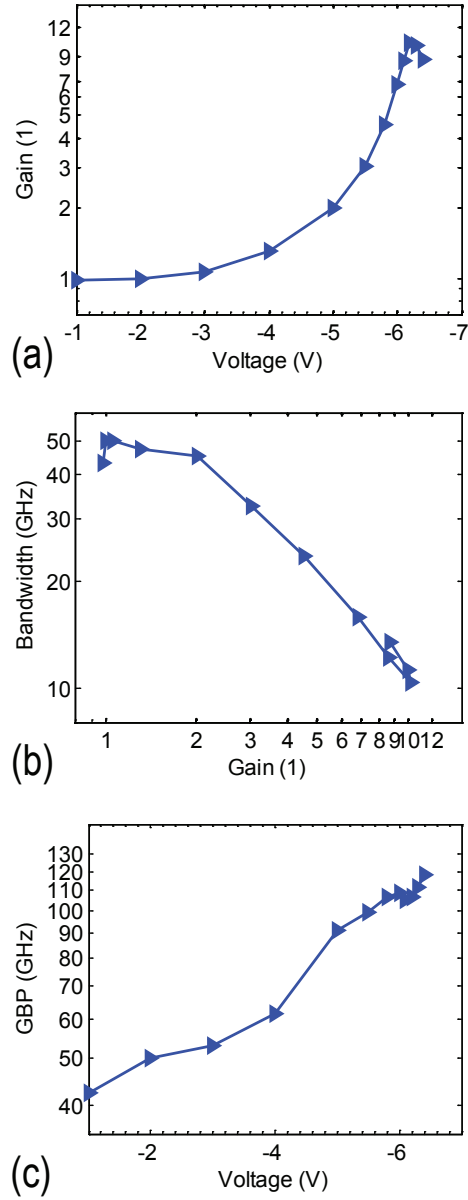 12
9
7
6
5
4
3
2
1
Gain (1)
-1 -2 -3 -4 -5 -6 -7
Voltage (V)
(a)
50
40
30
20
10
Bandwidth (GHz)
1 2 3 4 5 6 7 8 9 10 12
Gain (1)
(b)
130
120
110
100
90
80
70
60
50
40
GBP (GHz)
-2 -4 -6
Voltage (V)
(c)